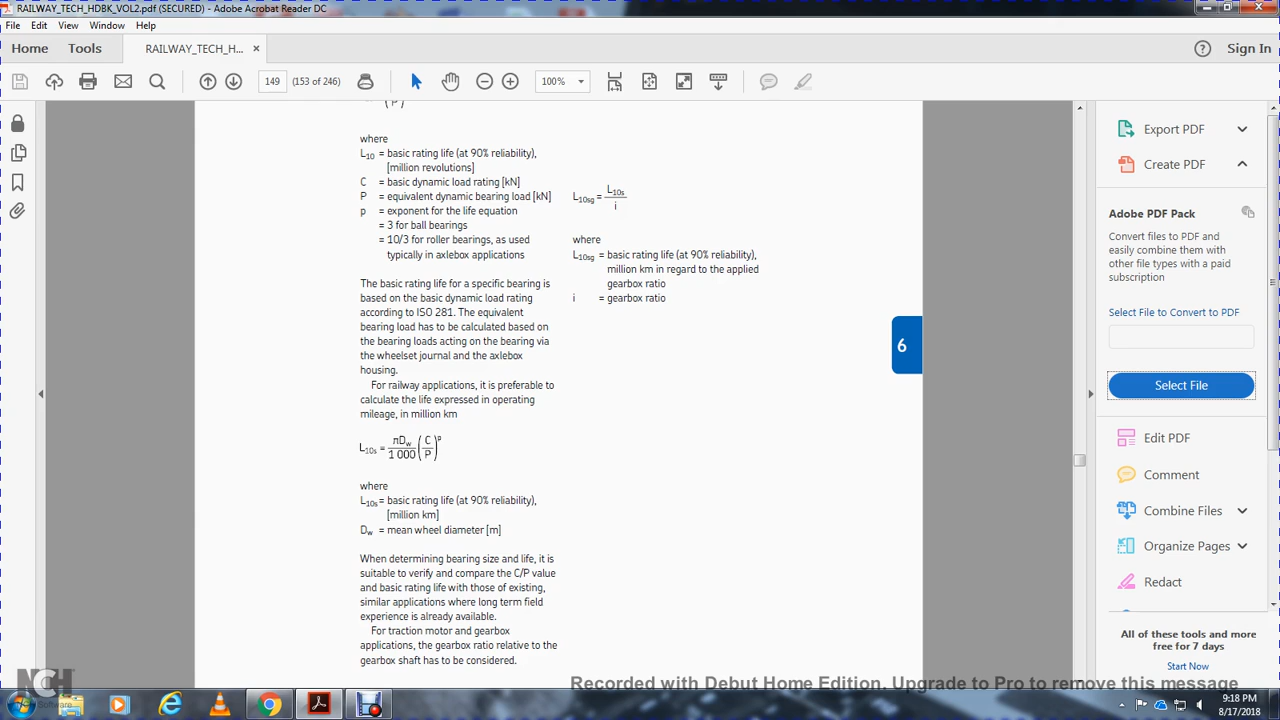 RAILWAY_TECH_HDBK_VOL2.pdf (SECURED) - Adobe Acrobat Reader DC
File Edit View Window Help
Home Tools RAILWAY_TECH_H... × Sign In
149 (153 of 246) 100%
(P)
where
L10 = basic rating life (at 90% reliability),
[million revolutions]
C = basic dynamic load rating [kN]
P = equivalent dynamic bearing load [kN]
p = exponent for the life equation
= 3 for ball bearings
= 10/3 for roller bearings, as used
typically in axlebox applications
The basic rating life for a specific bearing is
based on the basic dynamic load rating
according to ISO 281. The equivalent
bearing load has to be calculated based on
the bearing loads acting on the bearing via
the wheelset journal and the axlebox
housing.
For railway applications, it is preferable to
calculate the life expressed in operating
mileage, in million km
L10s = πDw/1 000 (C/P)^p
where
L10s = basic rating life (at 90% reliability),
[million km]
Dw = mean wheel diameter [m]
When determining bearing size and life, it is
suitable to verify and compare the C/P value
and basic rating life with those of existing,
similar applications where long term field
experience is already available.
For traction motor and gearbox
applications, the gearbox ratio relative to the
gearbox shaft has to be considered.
L10sg = L10s/i
where
L10sg = basic rating life (at 90% reliability),
million km in regard to the applied
gearbox ratio
i = gearbox ratio
6
Export PDF
Create PDF
Adobe PDF Pack
Convert files to PDF and
easily combine them with
other file types with a paid
subscription
Select File to Convert to PDF
Select File
Edit PDF
Comment
Combine Files
Organize Pages
Redact
All of these tools and more
free for 7 days
Start Now
NCH
Software
Recorded with Debut Home Edition. Upgrade to Pro to remove this message
9:18 PM
8/17/2018